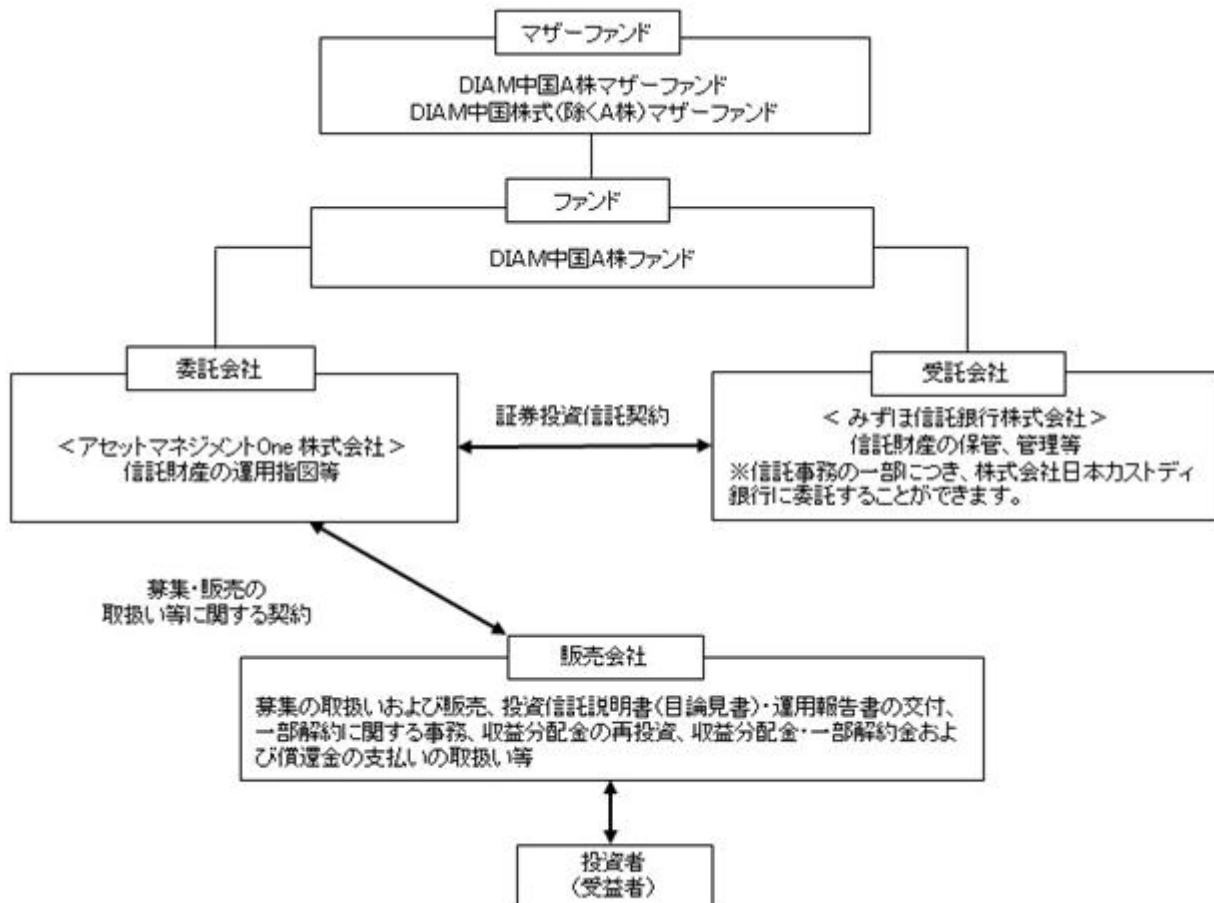 マザーファンド
DIAM中国A株マザーファンド
DIAM中国株式(除くA株)マザーファンド
ファンド
DIAM中国A株ファンド
委託会社
<アセットマネジメントOne 株式会社>
信託財産の運用指図等
証券投資信託契約
受託会社
< みずほ信託銀行株式会社 >
信託財産の保管、管理等
※信託事務の一部につき、株式会社日本カストディ
銀行に委託することができます。
募集・販売の
取扱い等に関する契約
販売会社
募集の取扱いおよび販売、投資信託説明書(目論見書)・運用報告書の交付、
一部解約に関する事務、収益分配金の再投資、収益分配金・一部解約金およ
び償還金の支払いの取扱い等
投資者
(受益者)